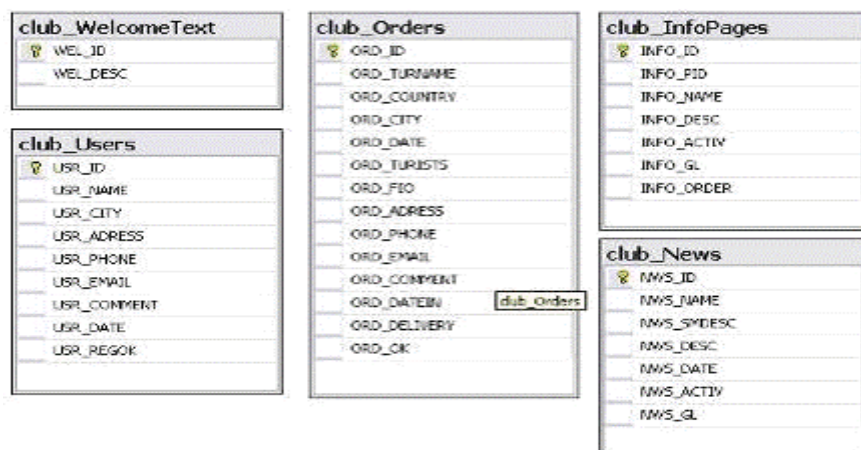 club_WelcomeText
WEL_ID
WEL_DESC
club_Users
USR_ID
USR_NAME
USR_CITY
USR_ADRESS
USR_PHONE
USR_EMAIL
USR_COMMENT
USR_DATE
USR_REGOK
club_Orders
ORD_ID
ORD_TURNAME
ORD_COUNTRY
ORD_CITY
ORD_DATE
ORD_TURISTS
ORD_FIO
ORD_ADRESS
ORD_PHONE
ORD_EMAIL
ORD_COMMENT
ORD_DATEIN
club_Orders
ORD_DELIVERY
ORD_OK
club_InfoPages
INFO_ID
INFO_PID
INFO_NAME
INFO_DESC
INFO_ACTIV
INFO_GL
INFO_ORDER
club_News
NWS_ID
NWS_NAME
NWS_SMDESC
NWS_DESC
NWS_DATE
NWS_ACTIV
NWS_GL